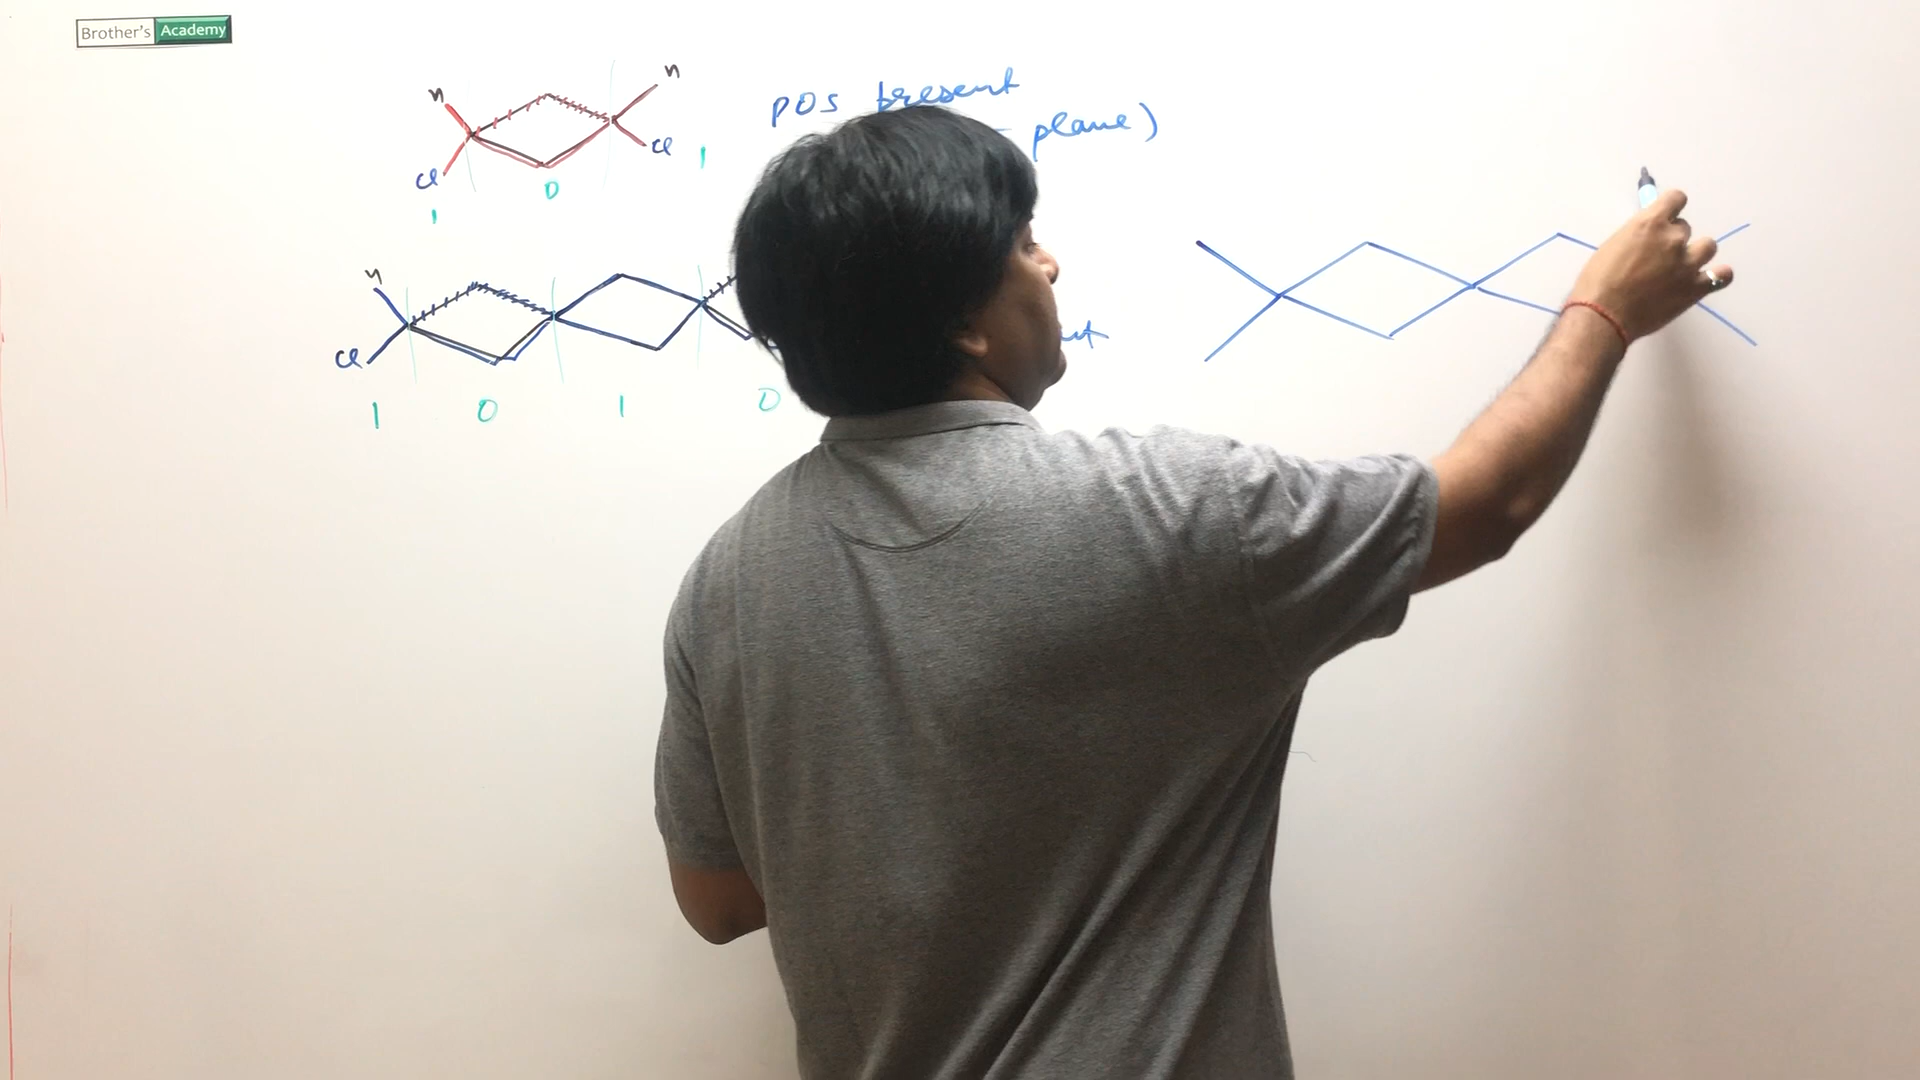 Brother's Academy
H H
Cl Cl
1 0 1
POS present
plane)
H
Cl
1 0 1 0